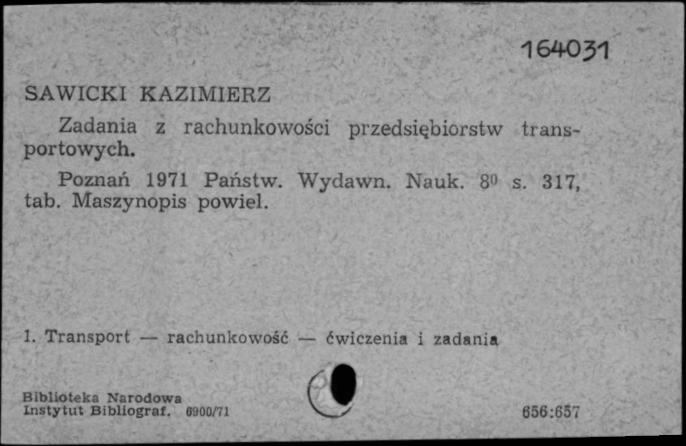 164031
SAWICKI KAZIMIERZ
Zadania z rachunkowości przedsiębiorstw trans-
portowych.
Poznań 1971 Państw. Wydawn. Nauk. 8⁰ s. 317,
tab. Maszynopis powiel.
1. Transport — rachunkowość — ćwiczenia i zadania
Biblioteka Narodowa
Instytut Bibliograf. 6900/71
656:657